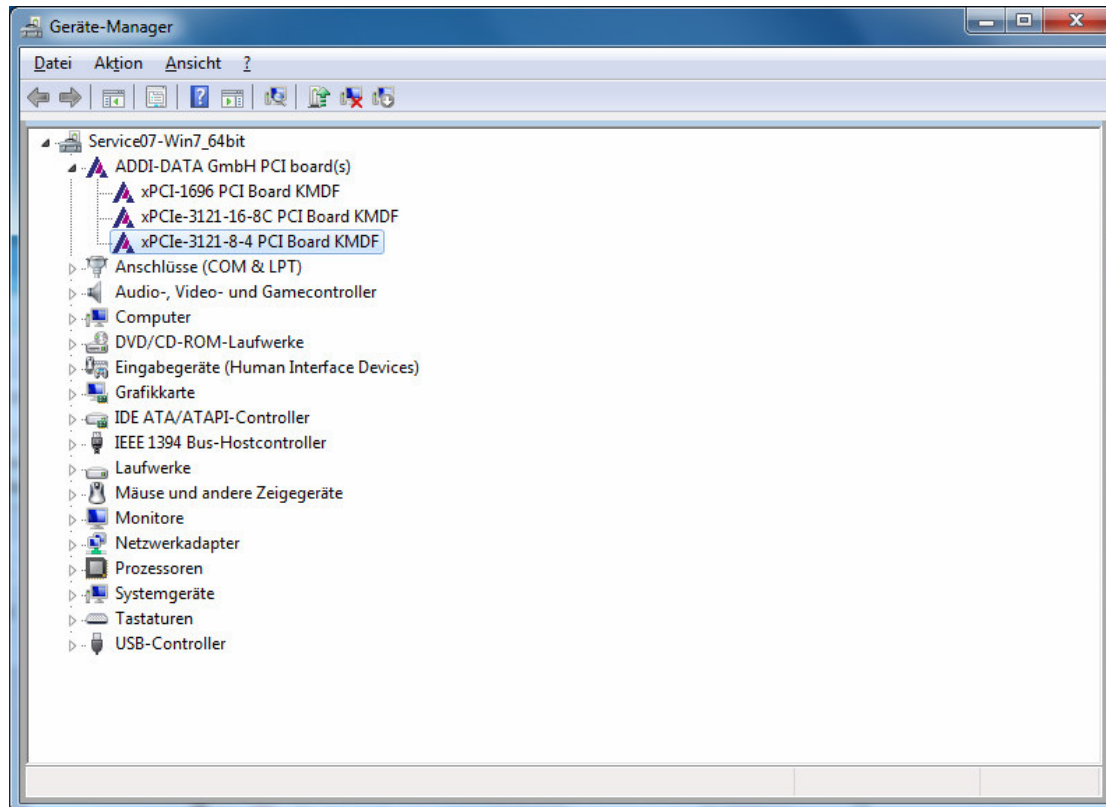 Geräte-Manager
Datei Aktion Ansicht ?
Service07-Win7_64bit
ADDI-DATA GmbH PCI board(s)
xPCI-1696 PCI Board KMDF
xPCIe-3121-16-8C PCI Board KMDF
xPCIe-3121-8-4 PCI Board KMDF
Anschlüsse (COM & LPT)
Audio-, Video- und Gamecontroller
Computer
DVD/CD-ROM-Laufwerke
Eingabegeräte (Human Interface Devices)
Grafikkarte
IDE ATA/ATAPI-Controller
IEEE 1394 Bus-Hostcontroller
Laufwerke
Mäuse und andere Zeigegeräte
Monitore
Netzwerkadapter
Prozessoren
Systemgeräte
Tastaturen
USB-Controller